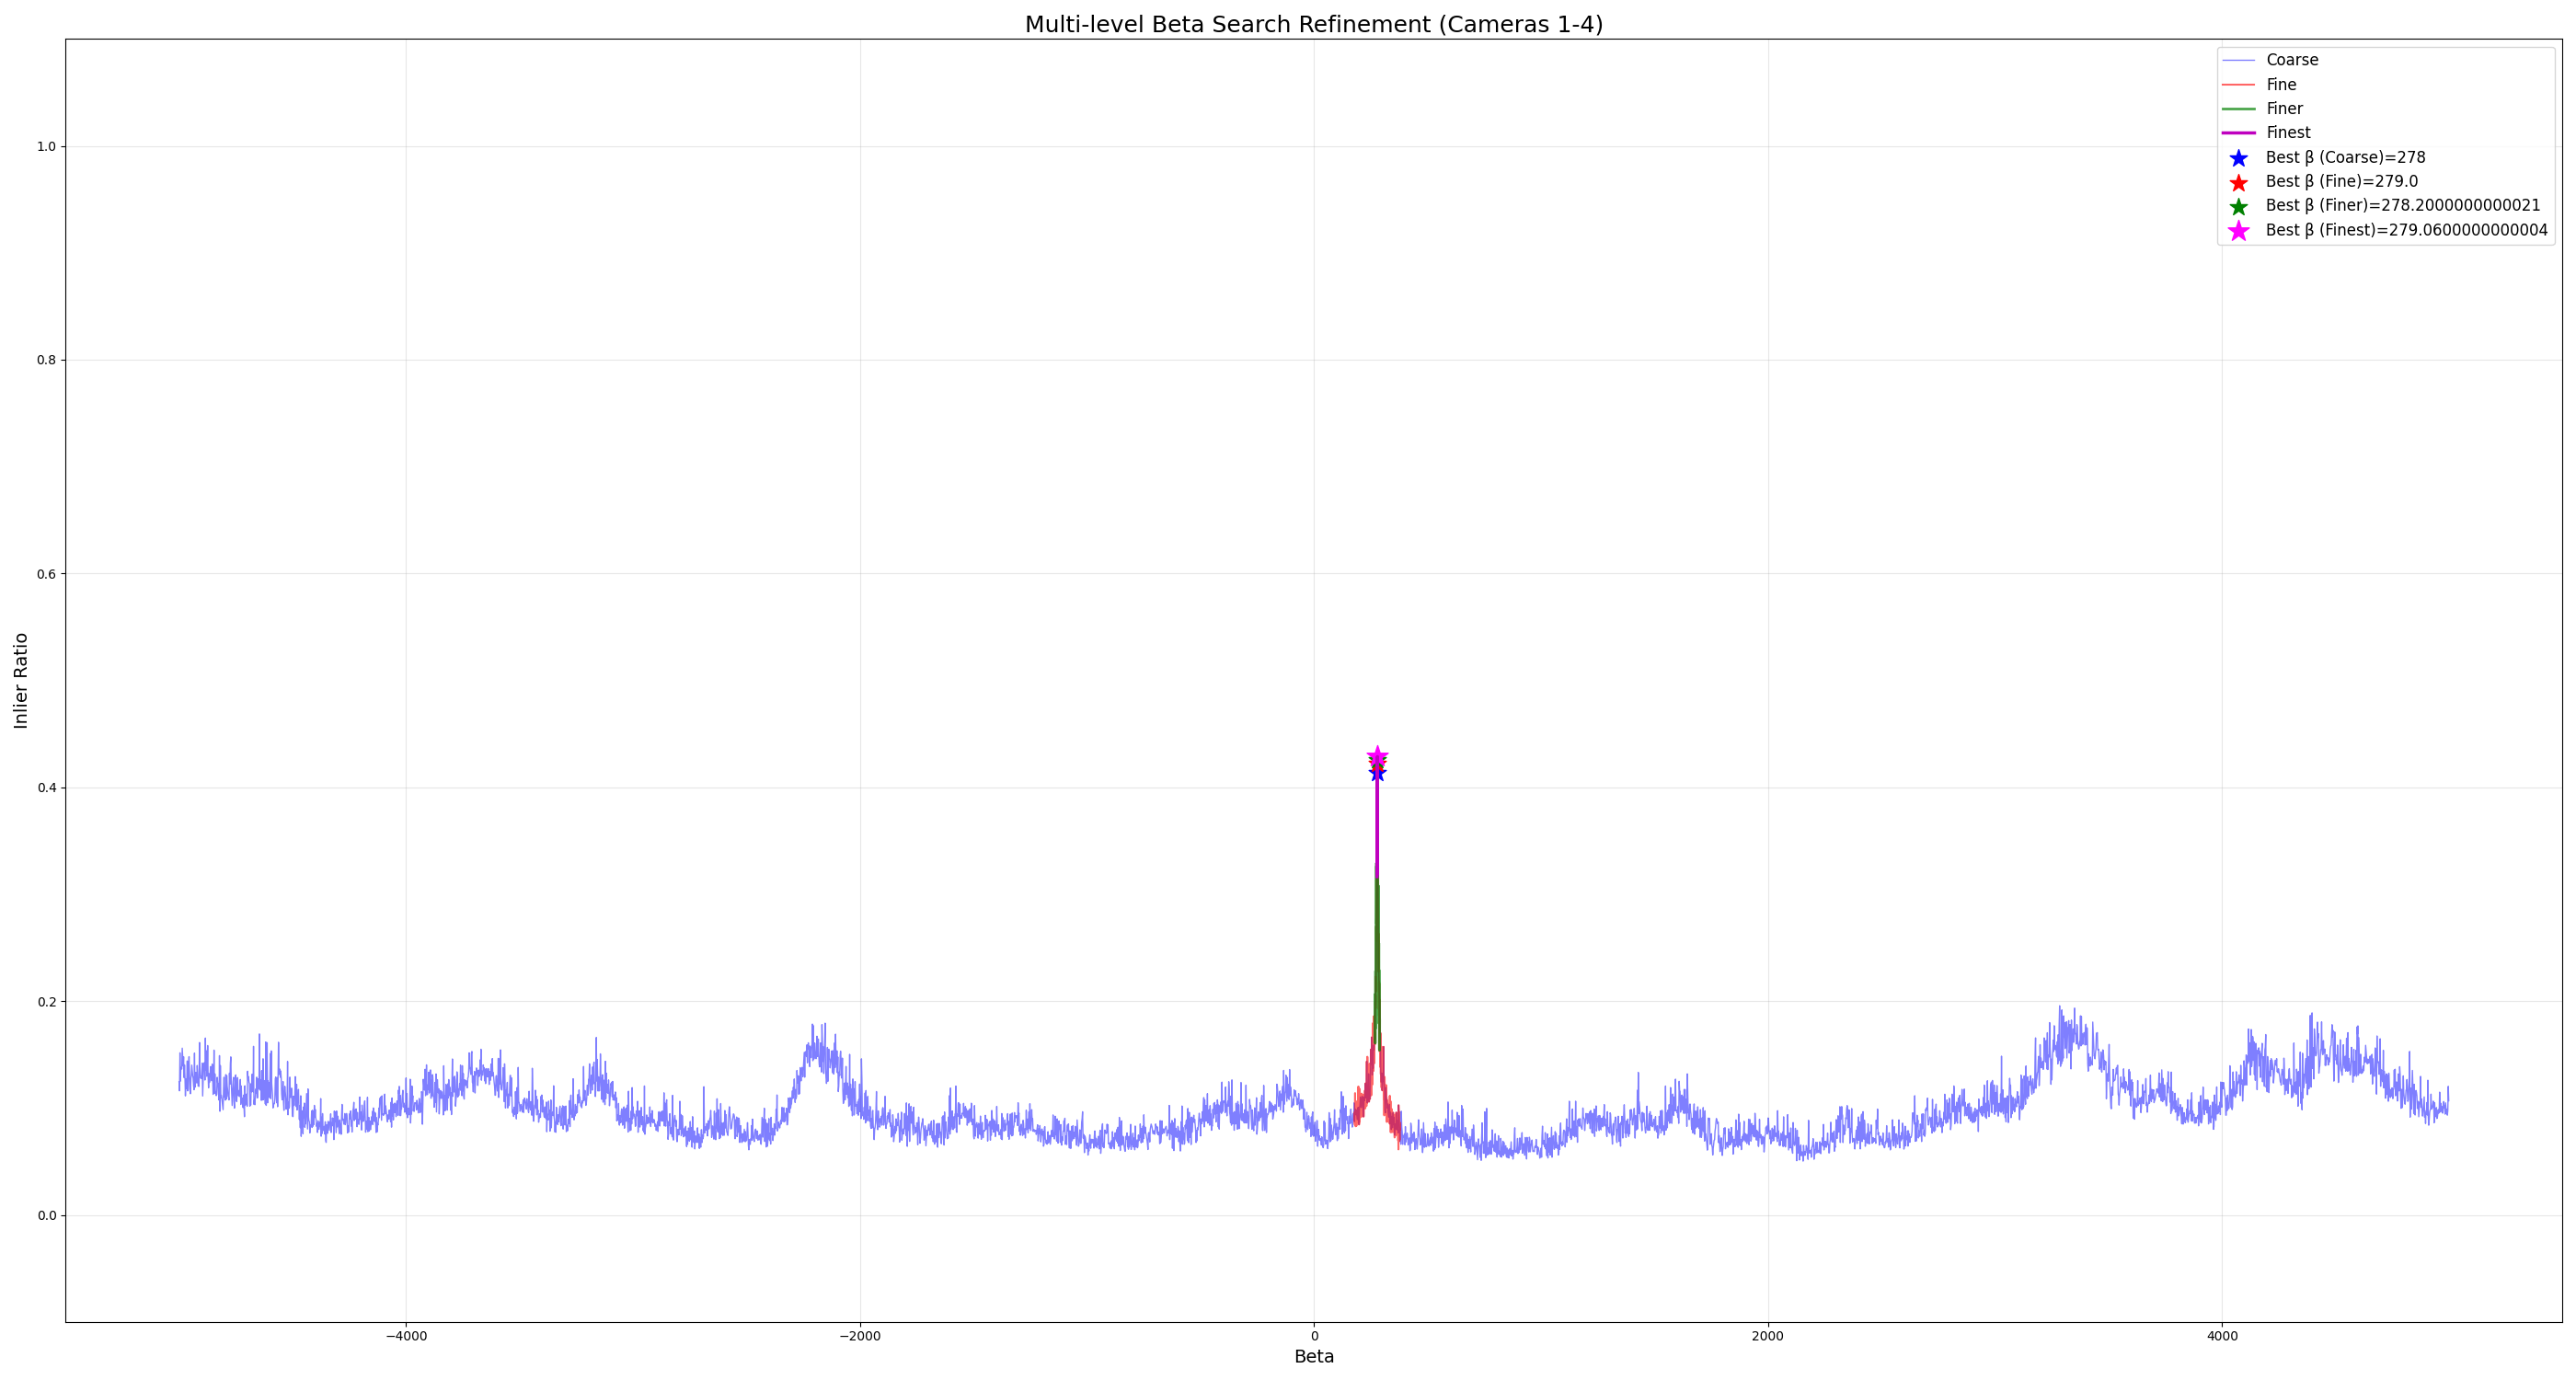 Multi-level Beta Search Refinement (Cameras 1-4)
Coarse
Fine
Finer
Finest
Best β (Coarse)=278
Best β (Fine)=279.0
Best β (Finer)=278.2000000000021
Best β (Finest)=279.0600000000004
1.0
0.8
0.6
0.4
0.2
0.0
Inlier Ratio
−4000
−2000
0
2000
4000
Beta